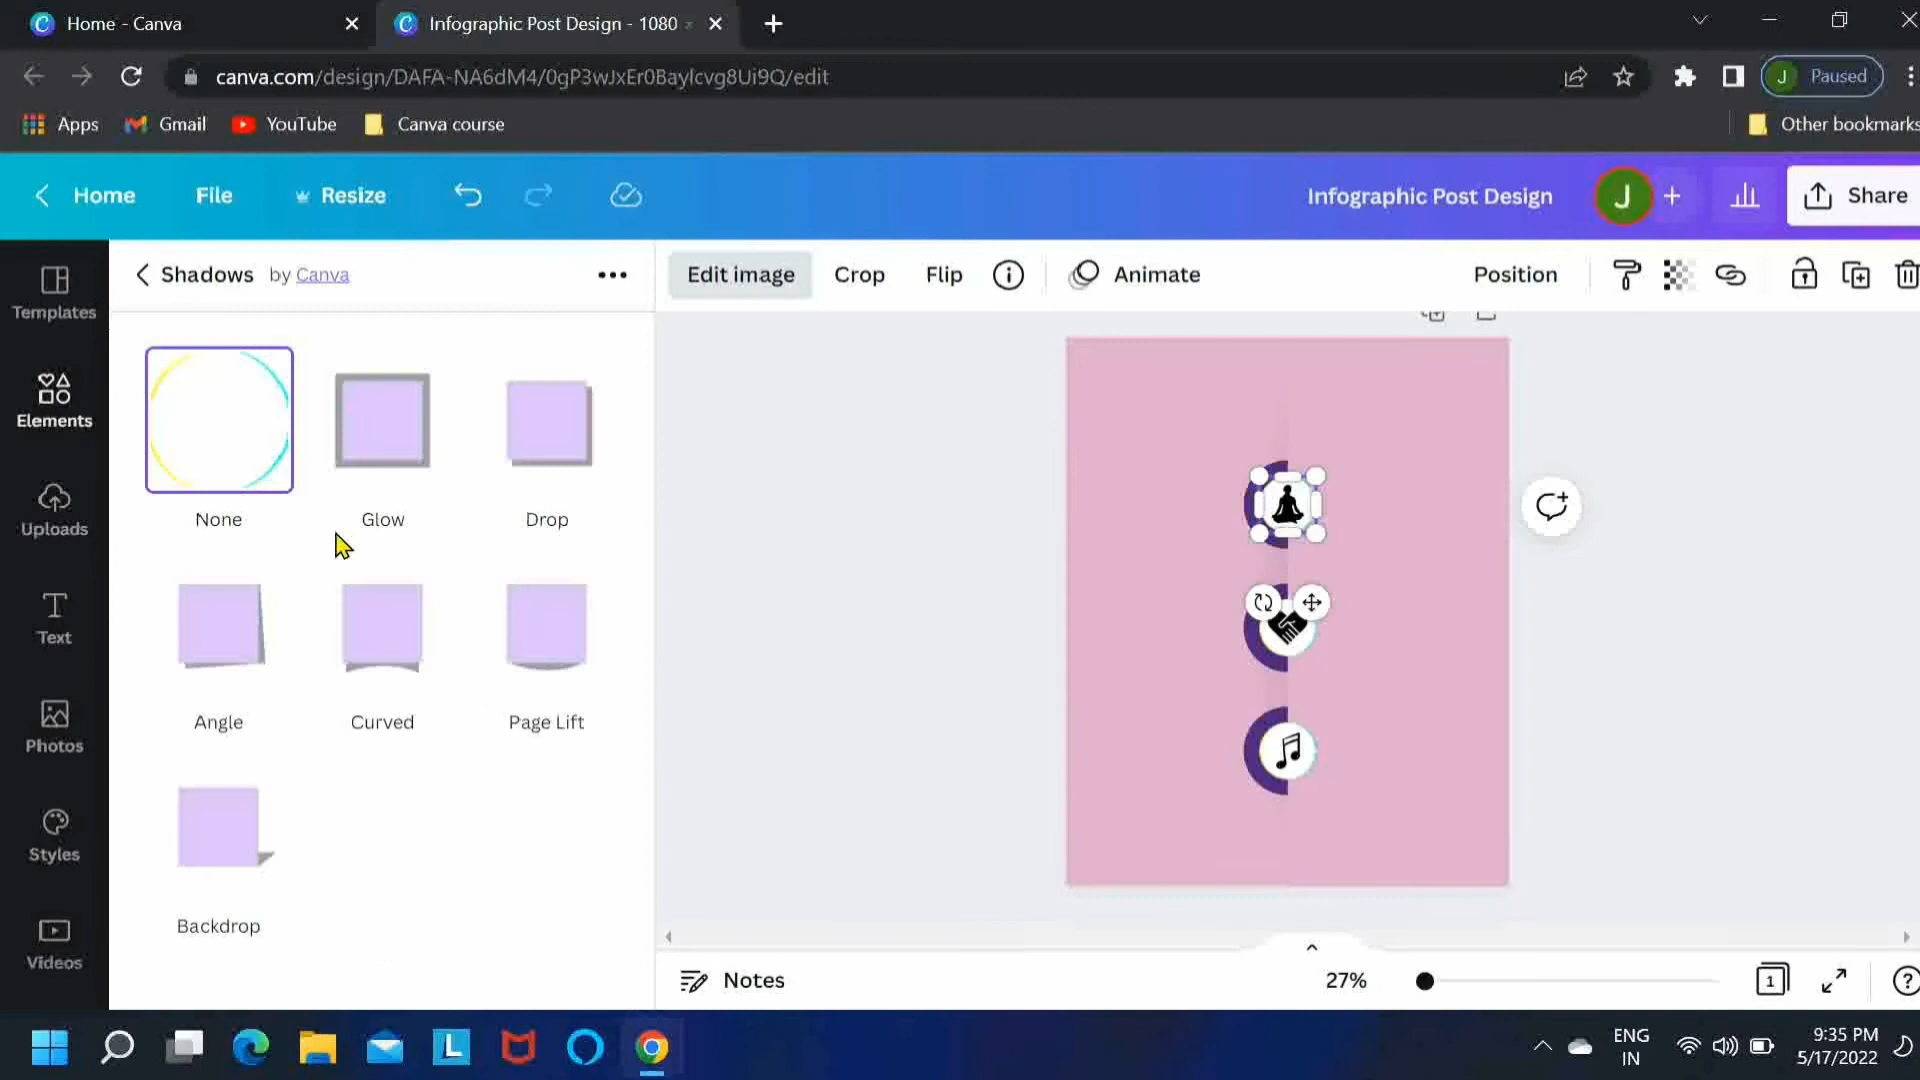 Home - Canva
Infographic Post Design - 1080
canva.com/design/DAFA-NA6dM4/0gP3wJxEr0Baylcvg8Ui9Q/edit
J Paused
Apps
Gmail
YouTube
Canva course
Other bookmarks
Home
File
Resize
Infographic Post Design
J
Share
Shadows by Canva
Edit image
Crop
Flip
Animate
Position
Templates
Elements
Uploads
Text
Photos
Styles
Videos
None
Glow
Drop
Angle
Curved
Page Lift
Backdrop
Notes
27%
1
ENG
IN
9:35 PM
5/17/2022